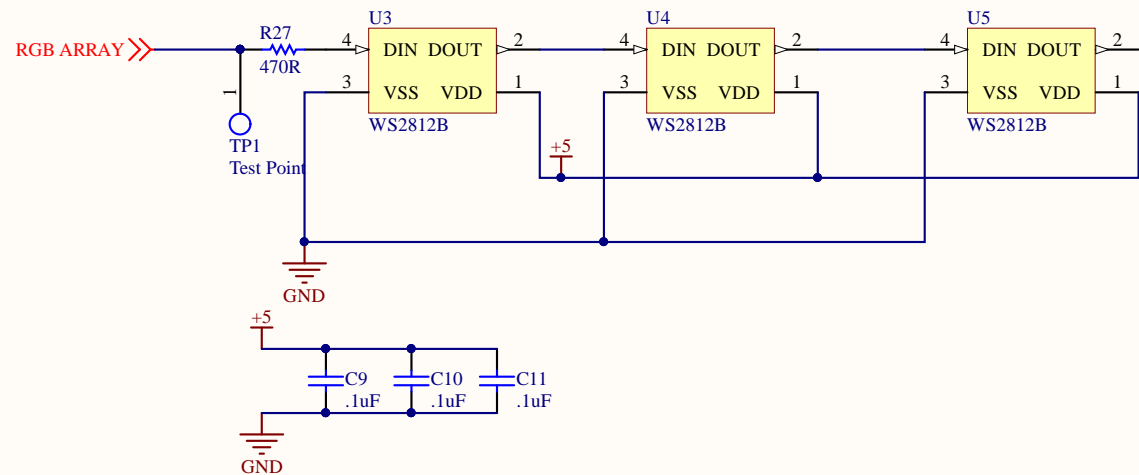 RGB ARRAY
R27
470R
1
TP1
Test Point
U3
4 DIN DOUT 2
3 VSS VDD 1
WS2812B
U4
4 DIN DOUT 2
3 VSS VDD 1
WS2812B
U5
4 DIN DOUT 2
3 VSS VDD 1
WS2812B
+5
GND
+5
C9
.1uF
C10
.1uF
C11
.1uF
GND